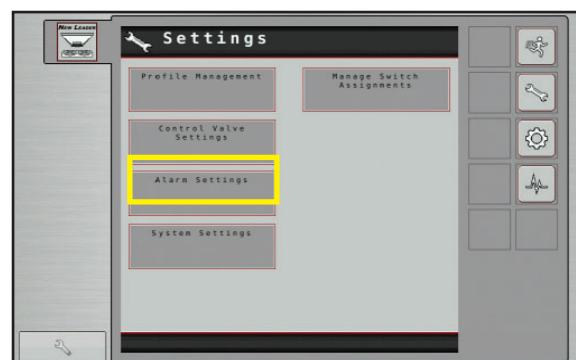 New Leader
Settings
Profile Management
Manage Switch
Assignments
Control Valve
Settings
Alarm Settings
System Settings